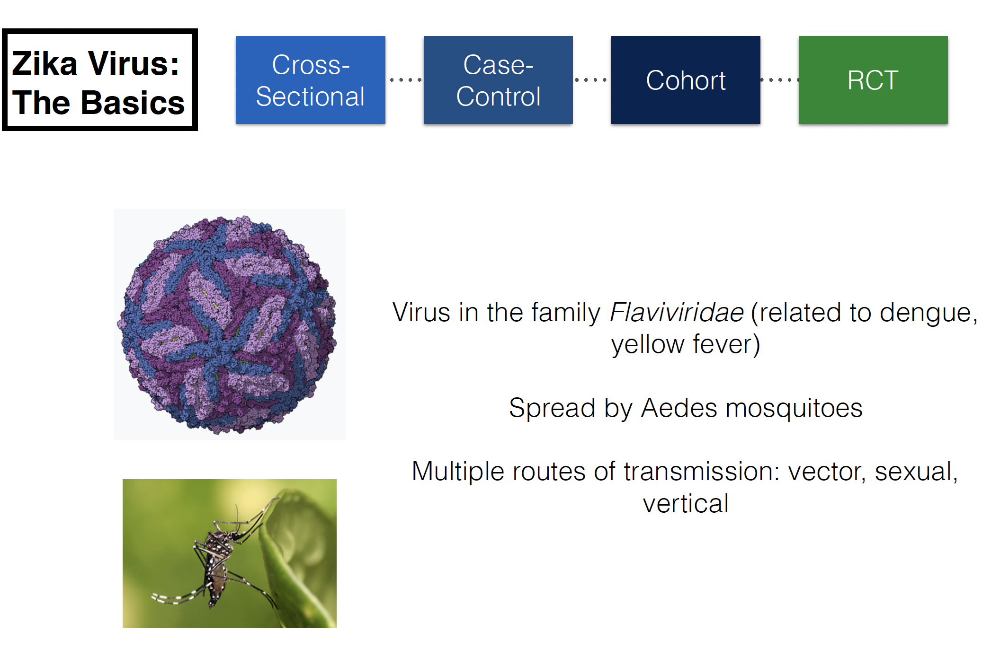 Zika Virus:
The Basics
Cross-
Sectional
Case-
Control
Cohort
RCT
Virus in the family Flaviviridae (related to dengue,
yellow fever)
Spread by Aedes mosquitoes
Multiple routes of transmission: vector, sexual,
vertical